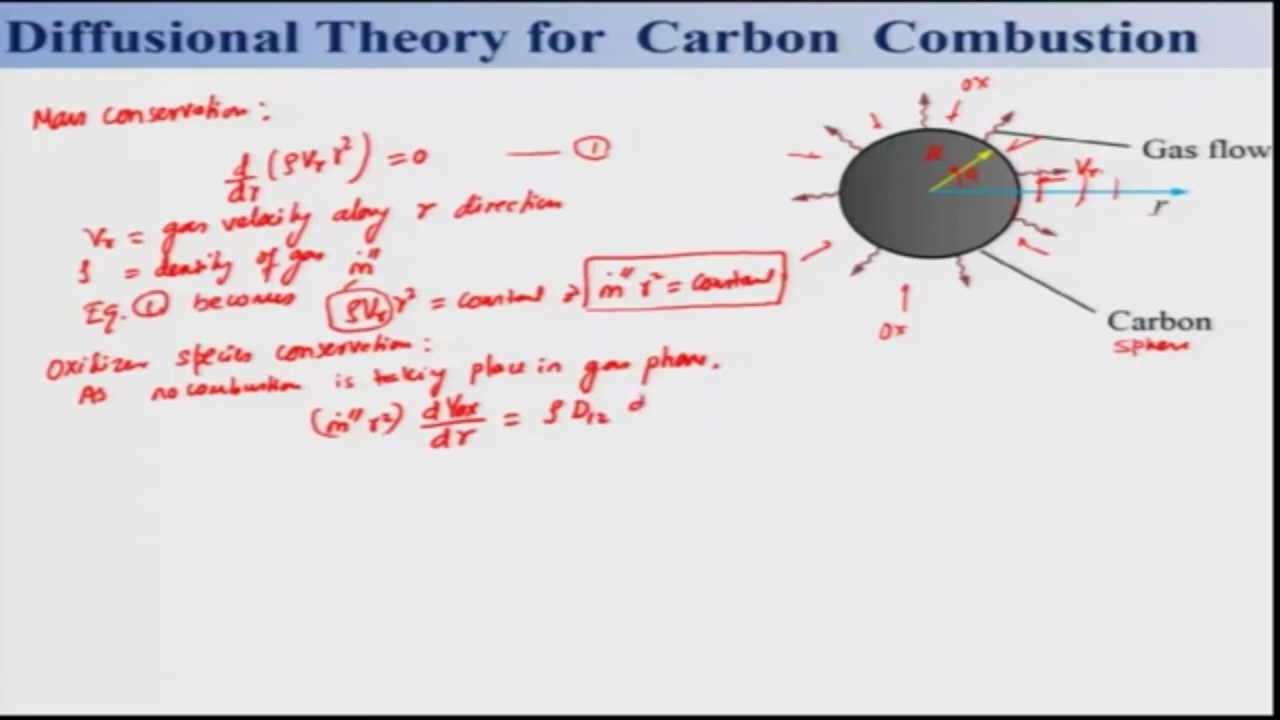 Diffusional Theory for Carbon Combustion
Mass conservation:
d/dr (ρVr r²) = 0 — ①
Vr = gas velocity along r direction
ρ = density of gas ṁ''
Eq. ① becomes ρVr r² = constant ⇒ ṁ'' r² = constant
Oxidizer species conservation:
As no combustion is taking place in gas phase.
(ṁ'' r²) dYox/dr = ρ D12 d
ox
Gas flow
Vr
r
Carbon
sphere
ox